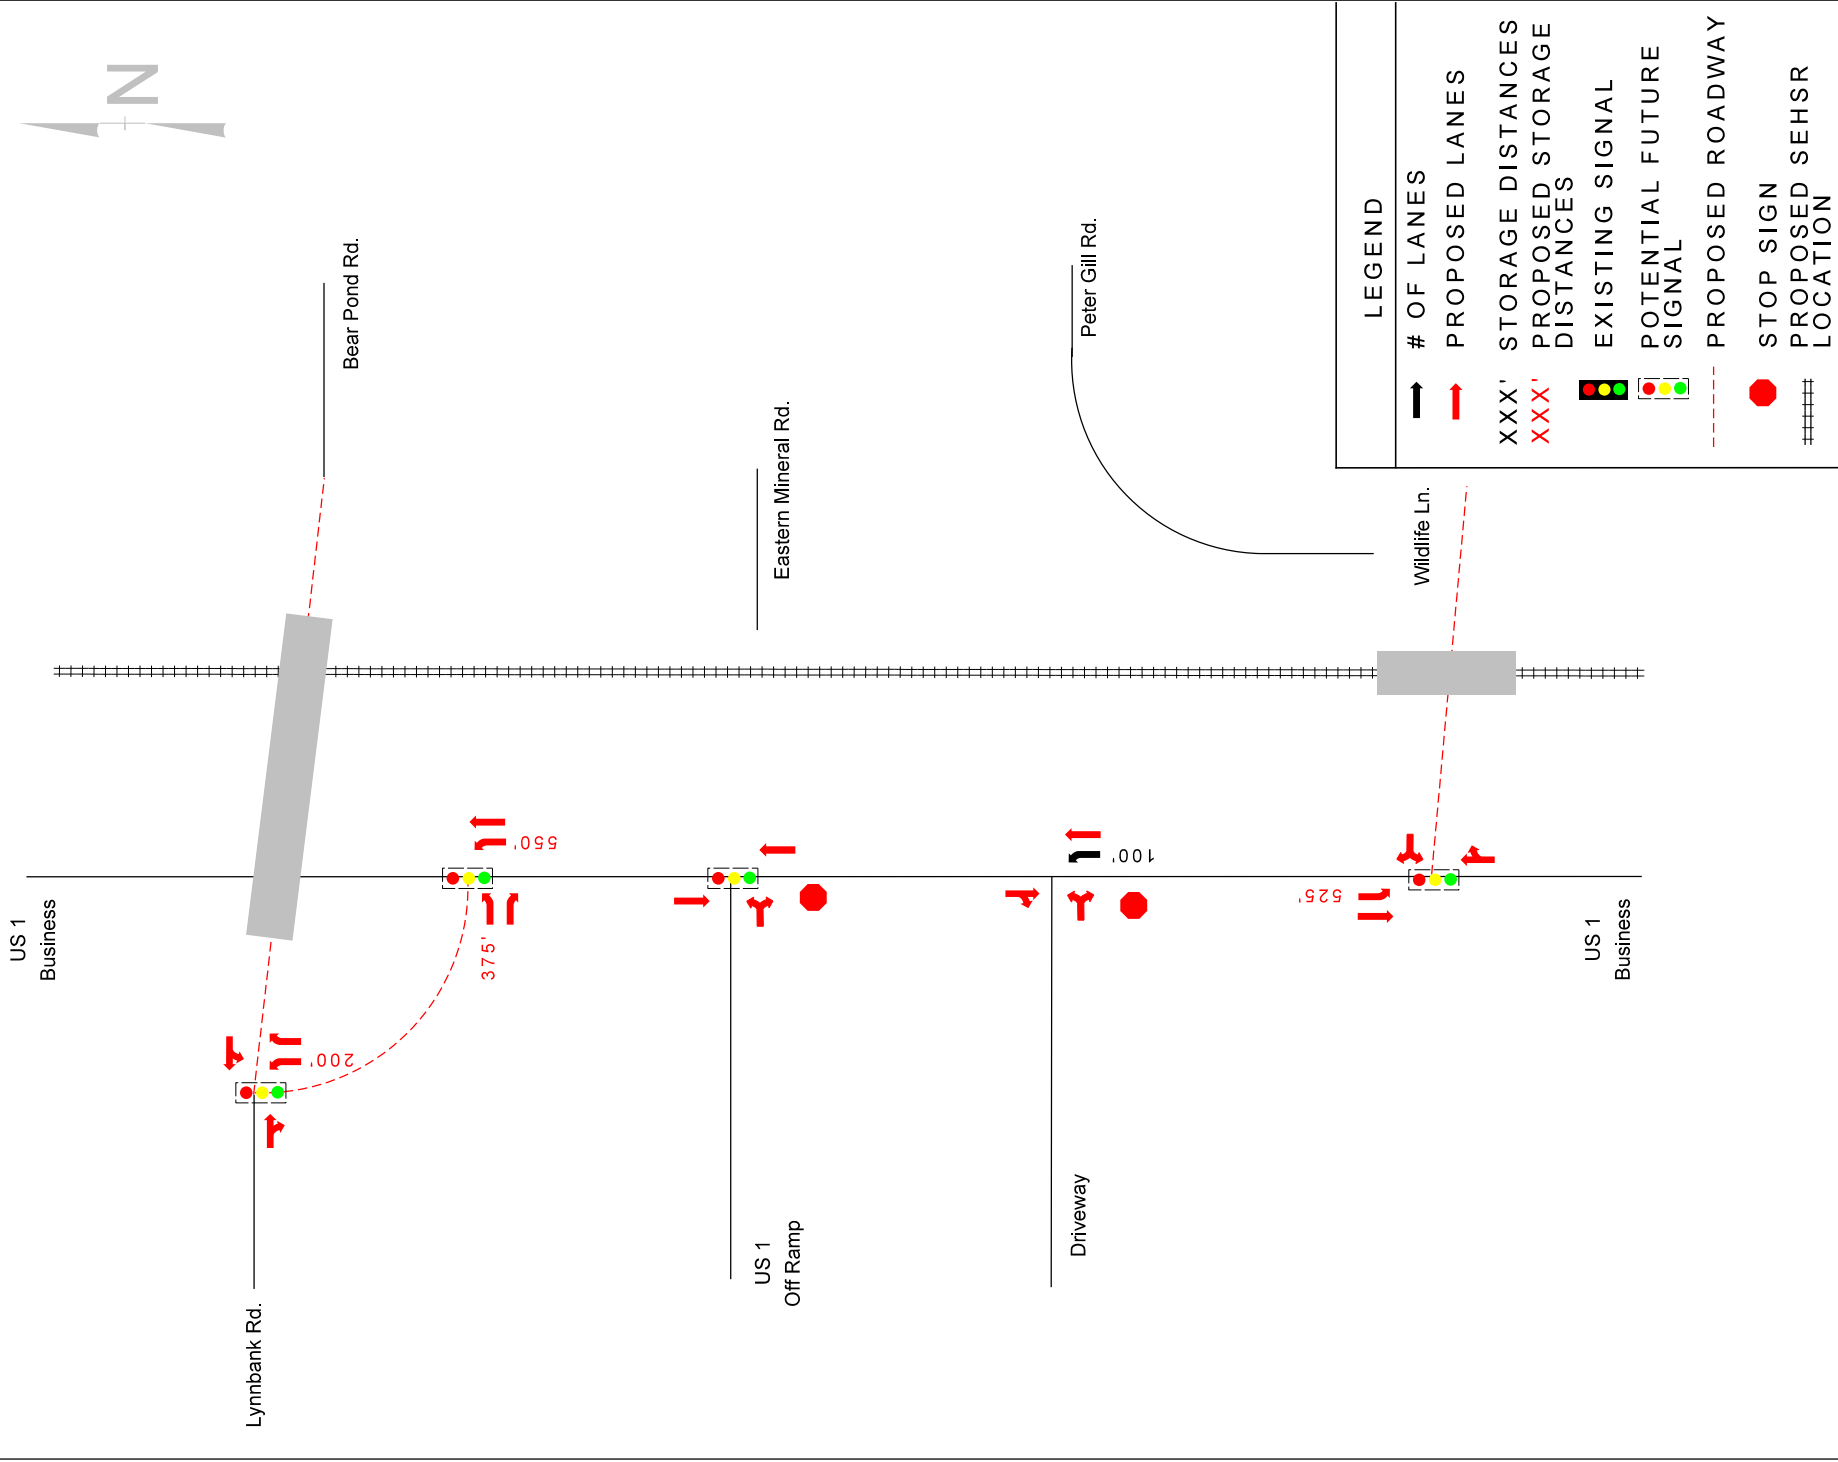 N
Bear Pond Rd.
Eastern Mineral Rd.
Peter Gill Rd.
Wildlife Ln.
US 1
Business
550'
375'
200'
100'
525'
US 1
Business
Lynnbank Rd.
US 1
Off Ramp
Driveway
LEGEND
# OF LANES
PROPOSED LANES
XXX' STORAGE DISTANCES
XXX' PROPOSED STORAGE
DISTANCES
EXISTING SIGNAL
POTENTIAL FUTURE
SIGNAL
PROPOSED ROADWAY
STOP SIGN
PROPOSED SEHSR
LOCATION